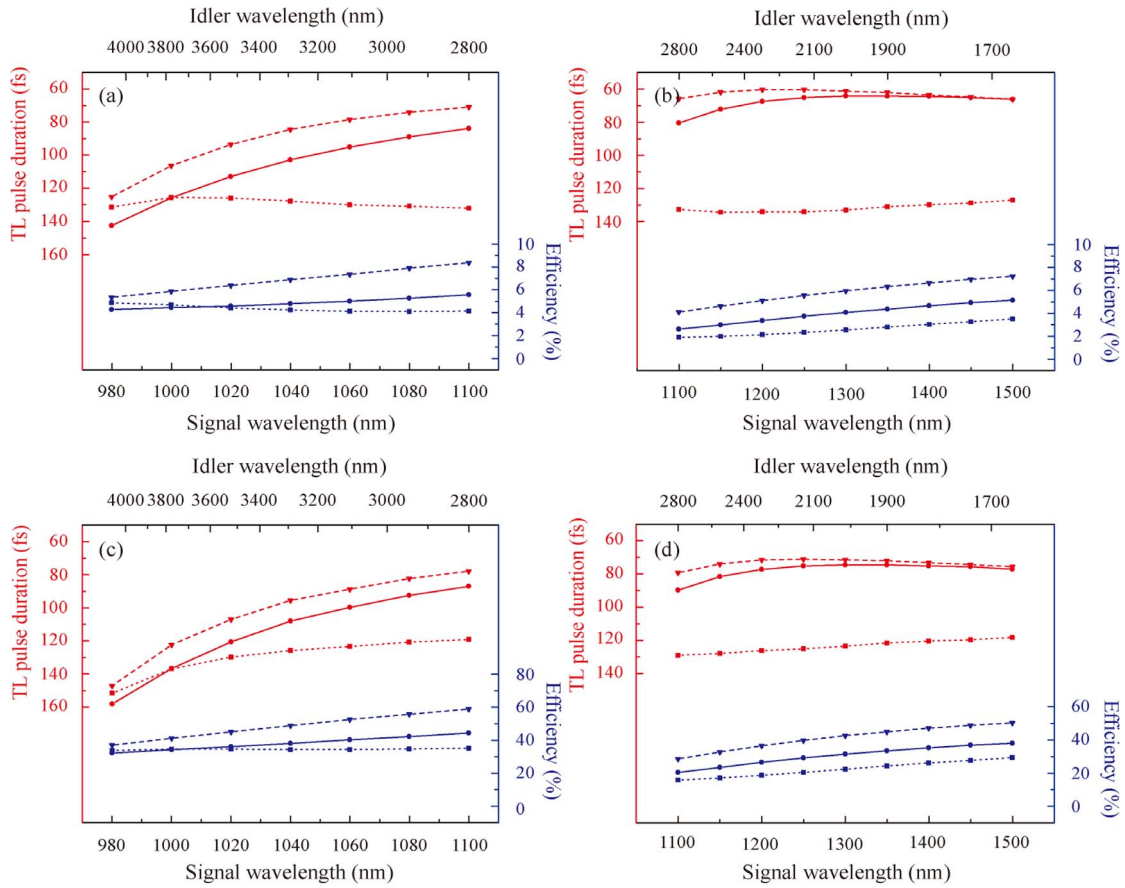 Idler wavelength (nm)
4000 3800 3600 3400 3200 3000 2800
(a)
TL pulse duration (fs)
60
80
100
120
140
160
10
8
6
4
2
0
Efficiency (%)
980 1000 1020 1040 1060 1080 1100
Signal wavelength (nm)
Idler wavelength (nm)
2800 2400 2100 1900 1700
(b)
TL pulse duration (fs)
60
80
100
120
140
160
10
8
6
4
2
0
Efficiency (%)
1100 1200 1300 1400 1500
Signal wavelength (nm)
Idler wavelength (nm)
4000 3800 3600 3400 3200 3000 2800
(c)
TL pulse duration (fs)
60
80
100
120
140
160
80
60
40
20
0
Efficiency (%)
980 1000 1020 1040 1060 1080 1100
Signal wavelength (nm)
Idler wavelength (nm)
2800 2400 2100 1900 1700
(d)
TL pulse duration (fs)
60
80
100
120
140
60
40
20
0
Efficiency (%)
1100 1200 1300 1400 1500
Signal wavelength (nm)